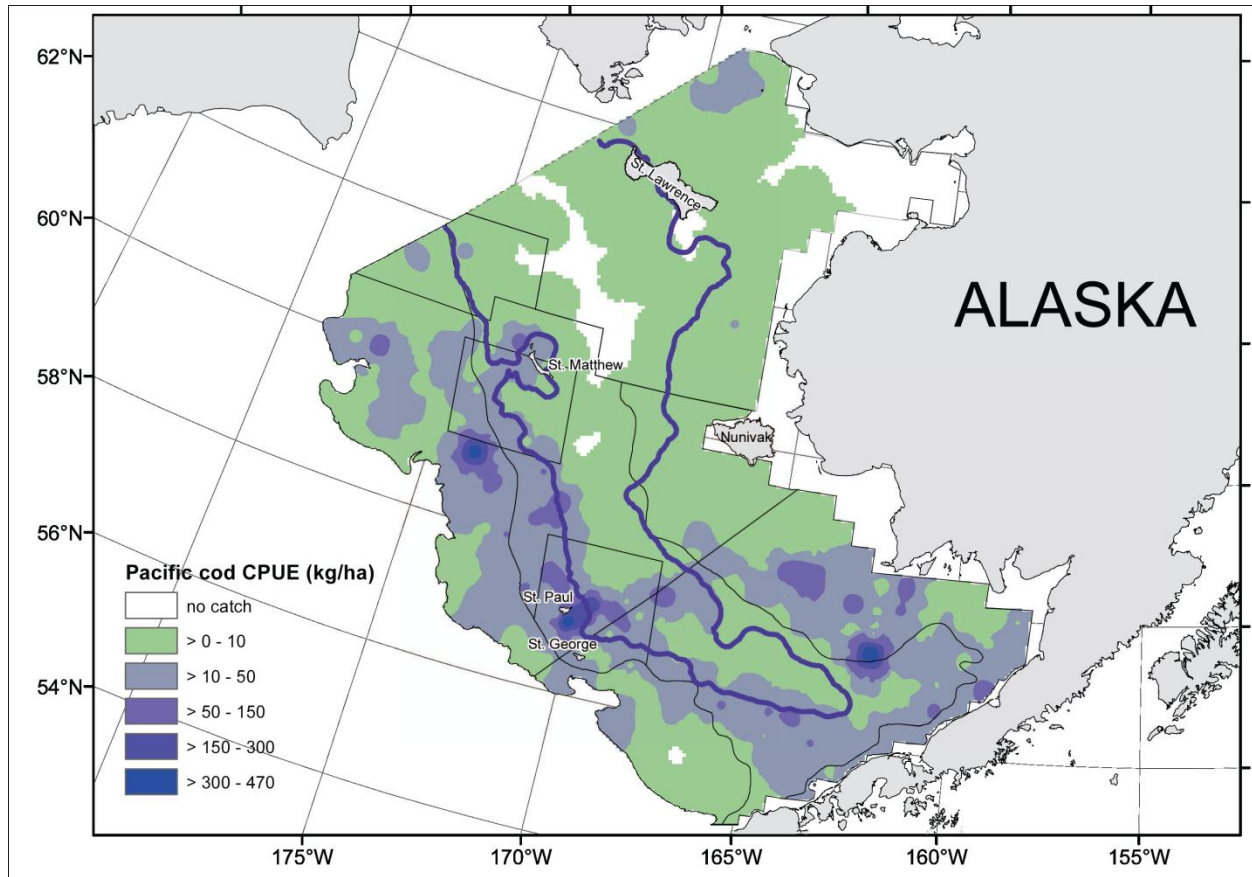 62°N
60°N
58°N
56°N
54°N
St. Lawrence
ALASKA
St. Matthew
Nunivak
Pacific cod CPUE (kg/ha)
no catch
> 0 - 10
> 10 - 50
> 50 - 150
> 150 - 300
> 300 - 470
St. Paul
St. George
175°W
170°W
165°W
160°W
155°W